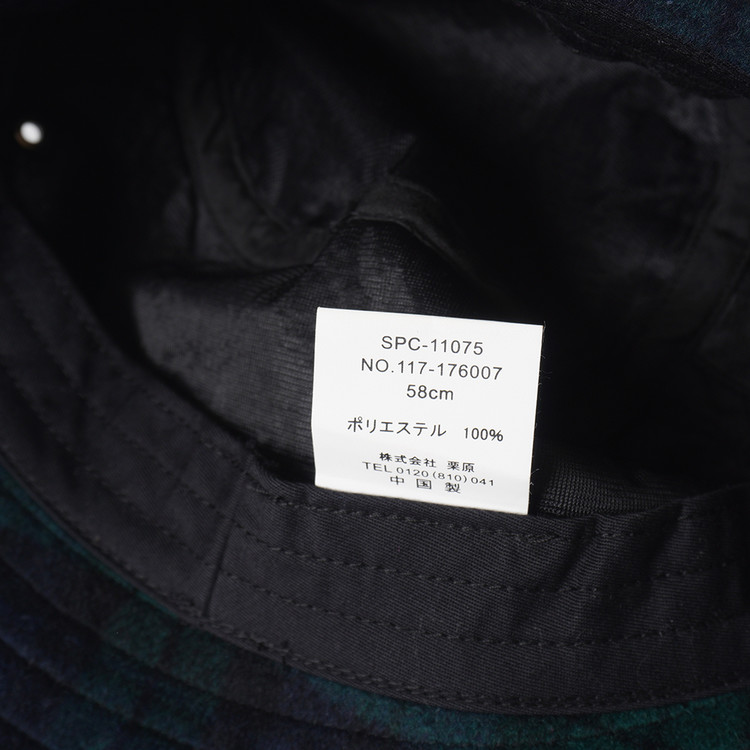 SPC-11075
NO.117-176007
58cm
ポリエステル 100%
株式会社 栗原
TEL 0120(810)041
中国製